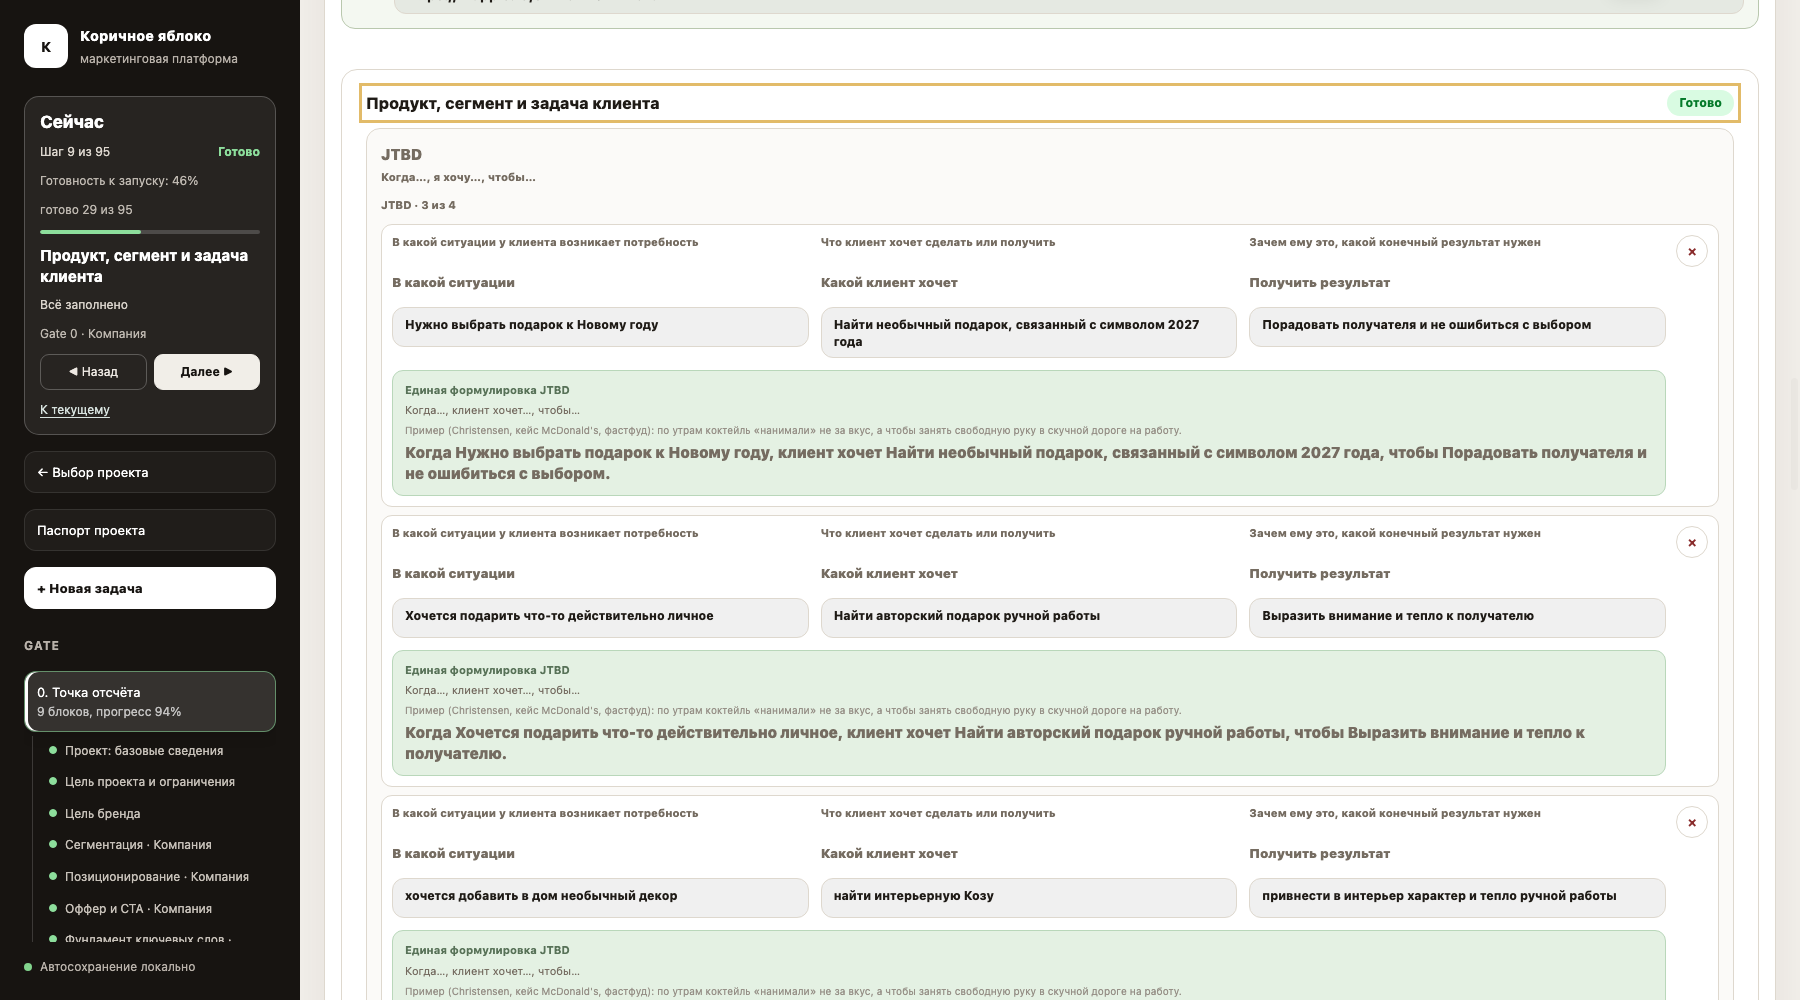 К
Коричное яблоко
маркетинговая платформа
Сейчас
Шаг 9 из 95
Готово
Готовность к запуску: 46%
готово 29 из 95
Продукт, сегмент и задача
клиента
Всё заполнено
Gate 0 · Компания
◀ Назад
Далее ▶
К текущему
← Выбор проекта
Паспорт проекта
+ Новая задача
GATE
0. Точка отсчёта
9 блоков, прогресс 94%
Проект: базовые сведения
Цель проекта и ограничения
Цель бренда
Сегментация · Компания
Позиционирование · Компания
Оффер и CTA · Компания
Фундамент ключевых слов ·
Автосохранение локально
Продукт, сегмент и задача клиента
Готово
JTBD
Когда..., я хочу..., чтобы...
JTBD · 3 из 4
В какой ситуации у клиента возникает потребность
Что клиент хочет сделать или получить
Зачем ему это, какой конечный результат нужен
×
В какой ситуации
Какой клиент хочет
Получить результат
Нужно выбрать подарок к Новому году
Найти необычный подарок, связанный с символом 2027
года
Порадовать получателя и не ошибиться с выбором
Единая формулировка JTBD
Когда..., клиент хочет..., чтобы...
Пример (Christensen, кейс McDonald's, фастфуд): по утрам коктейль «нанимали» не за вкус, а чтобы занять свободную руку в скучной дороге на работу.
Когда Нужно выбрать подарок к Новому году, клиент хочет Найти необычный подарок, связанный с символом 2027 года, чтобы Порадовать получателя и
не ошибиться с выбором.
В какой ситуации у клиента возникает потребность
Что клиент хочет сделать или получить
Зачем ему это, какой конечный результат нужен
×
В какой ситуации
Какой клиент хочет
Получить результат
Хочется подарить что-то действительно личное
Найти авторский подарок ручной работы
Выразить внимание и тепло к получателю
Единая формулировка JTBD
Когда..., клиент хочет..., чтобы...
Пример (Christensen, кейс McDonald's, фастфуд): по утрам коктейль «нанимали» не за вкус, а чтобы занять свободную руку в скучной дороге на работу.
Когда Хочется подарить что-то действительно личное, клиент хочет Найти авторский подарок ручной работы, чтобы Выразить внимание и тепло к
получателю.
В какой ситуации у клиента возникает потребность
Что клиент хочет сделать или получить
Зачем ему это, какой конечный результат нужен
×
В какой ситуации
Какой клиент хочет
Получить результат
хочется добавить в дом необычный декор
найти интерьерную Козу
привнести в интерьер характер и тепло ручной работы
Единая формулировка JTBD
Когда..., клиент хочет..., чтобы...
Пример (Christensen, кейс McDonald's, фастфуд): по утрам коктейль «нанимали» не за вкус, а чтобы занять свободную руку в скучной дороге на работу.